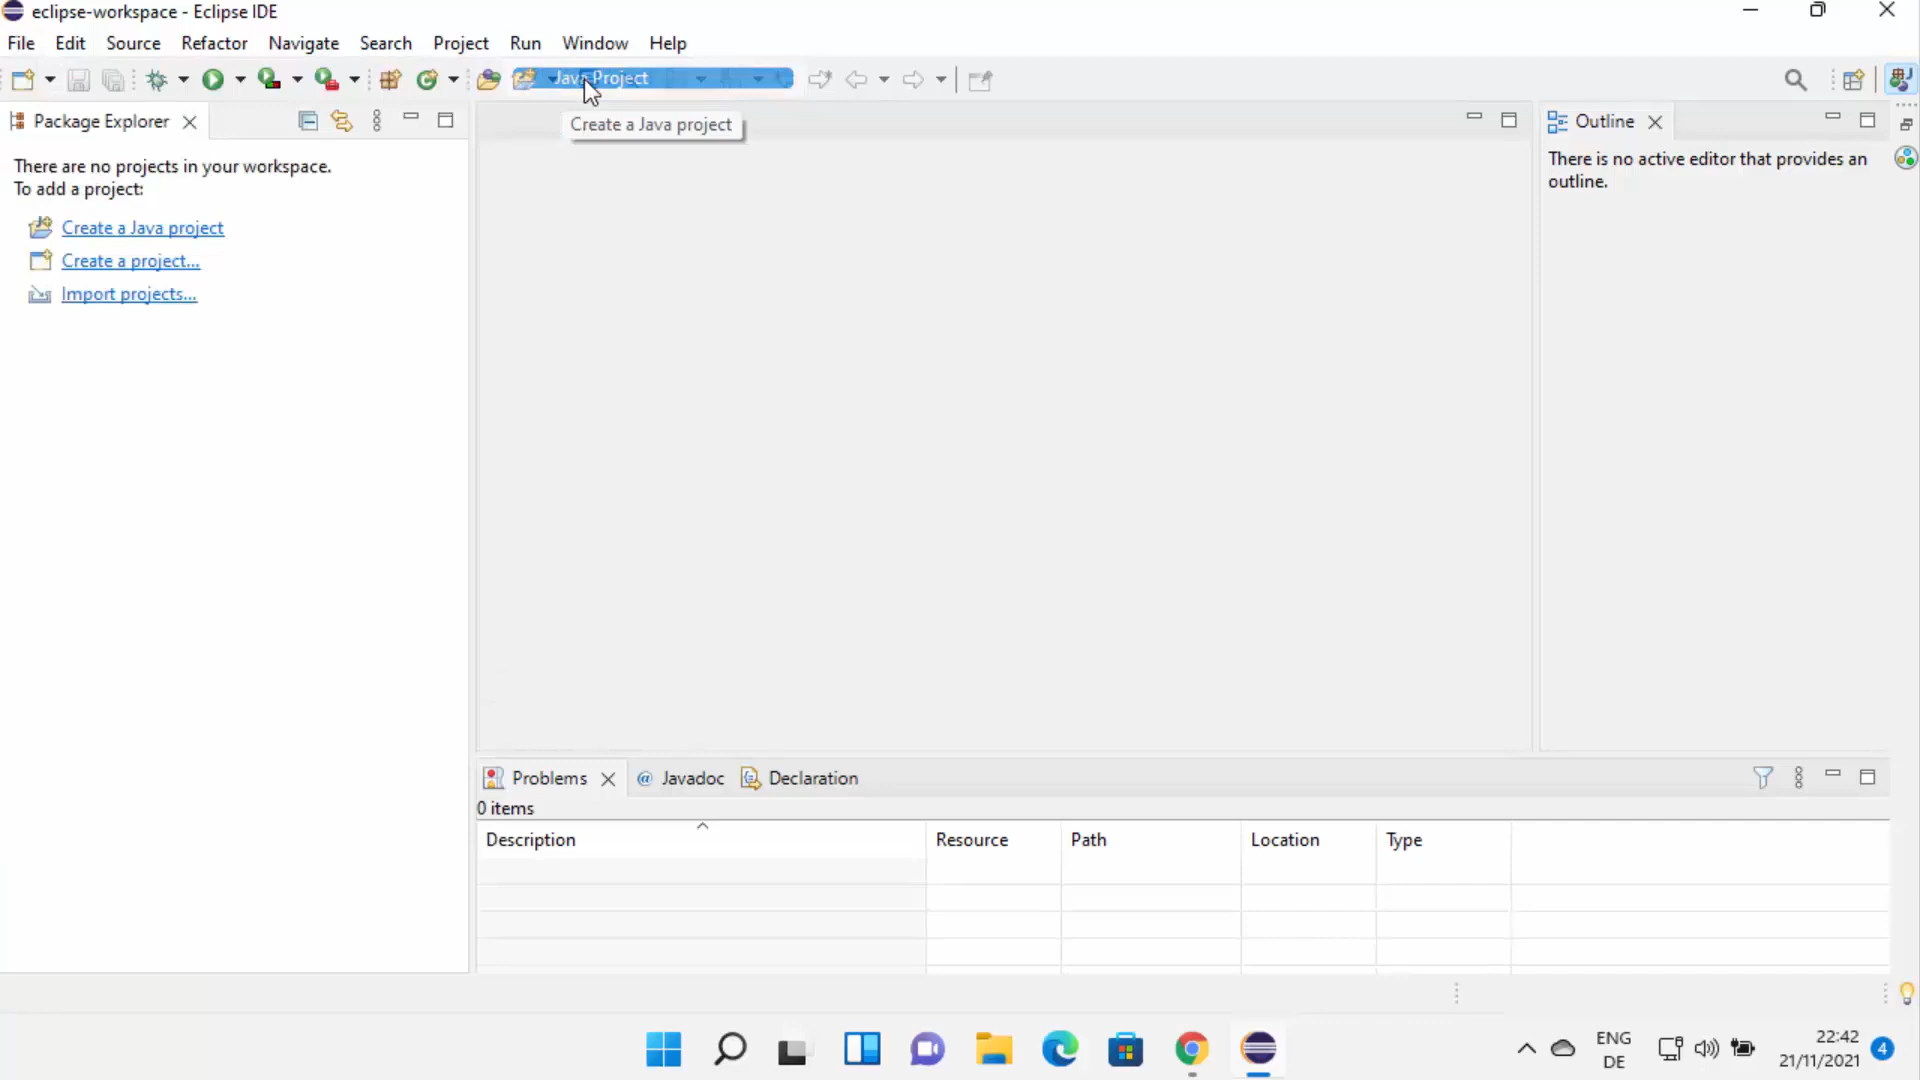 eclipse-workspace - Eclipse IDE
File Edit Source Refactor Navigate Search Project Run Window Help
Java Project
Create a Java project
Package Explorer
There are no projects in your workspace.
To add a project:
Create a Java project
Create a project...
Import projects...
Outline
There is no active editor that provides an
outline.
Problems @ Javadoc Declaration
0 items
Description Resource Path Location Type
ENG
DE
22:42
21/11/2021
4